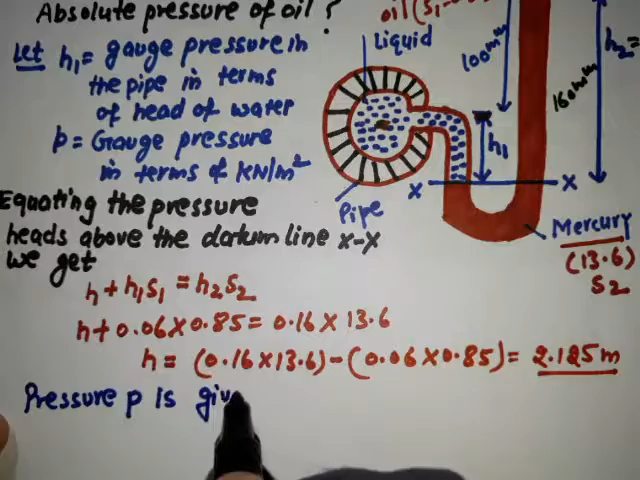 Absolute pressure of oil?
oil (S₁-0.
Let h₁= gauge pressure in
the pipe in terms
of head of water
p= Gauge pressure
in terms of KN/m²
Liquid
100mm
h₂=
160mm
h₁
X X
Pipe
Mercury
(13.6)
S₂
Equating the pressure
heads above the datum line X-X
we get
h+h₁s₁=h₂s₂
h+0.06×0.85=0.16×13.6
h=(0.16×13.6)-(0.06×0.85)=2.125m
Pressure p is giv